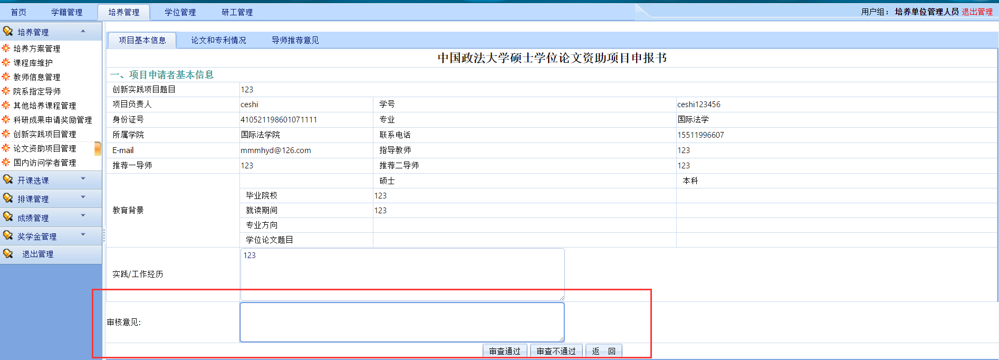 首页 学籍管理 培养管理 学位管理 研工管理 用户组： 培养单位管理人员 退出管理
培养管理
培养方案管理
课程库维护
教师信息管理
院系指定导师
其他培养课程管理
科研成果申请奖励管理
创新实践项目管理
论文资助项目管理
国内访问学者管理
开课选课
排课管理
成绩管理
奖学金管理
退出管理
项目基本信息 论文和专利情况 导师推荐意见
中国政法大学硕士学位论文资助项目申报书
一、项目申请者基本信息
创新实践项目题目 123
项目负责人 ceshi 学号 ceshi123456
身份证号 410521198601071111 专业 国际法学
所属学院 国际法学院 联系电话 15511996607
E-mail mmmhyd@126.com 指导教师 123
推荐一导师 123 推荐二导师 123
教育背景 硕士 本科
毕业院校 123
就读期间 123
专业方向
学位论文题目
实践/工作经历 123
审核意见:
审查通过 审查不通过 返 回